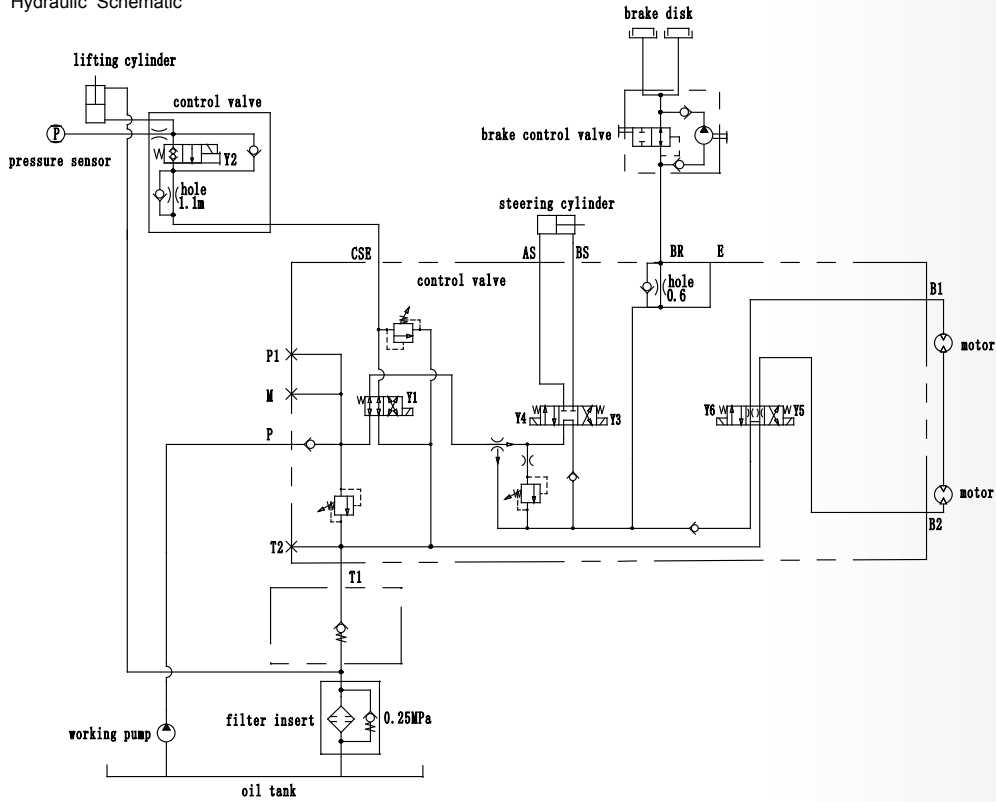 Hydraulic Schematic
brake disk
lifting cylinder
control valve
P
brake control valve
pressure sensor
Y2
hole
1.1m
steering cylinder
CSE
AS
BS
BR
E
control valve
hole
0.6
B1
P1
motor
M
Y1
Y4
Y3
Y6
Y5
P
motor
B2
T2
T1
filter insert
0.25MPa
working pump
oil tank